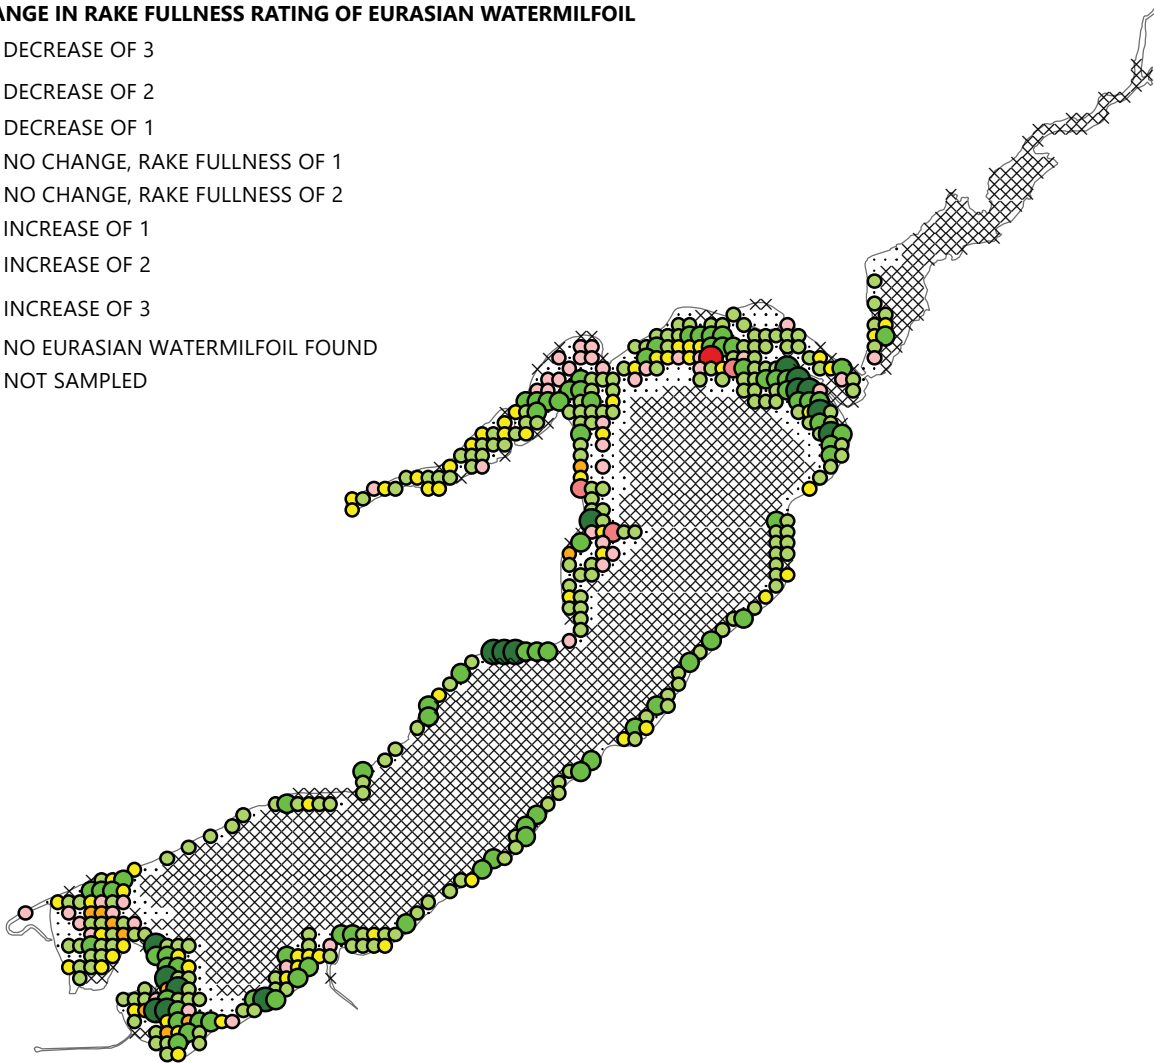 ANGE IN RAKE FULLNESS RATING OF EURASIAN WATERMILFOIL
DECREASE OF 3
DECREASE OF 2
DECREASE OF 1
NO CHANGE, RAKE FULLNESS OF 1
NO CHANGE, RAKE FULLNESS OF 2
INCREASE OF 1
INCREASE OF 2
INCREASE OF 3
NO EURASIAN WATERMILFOIL FOUND
NOT SAMPLED